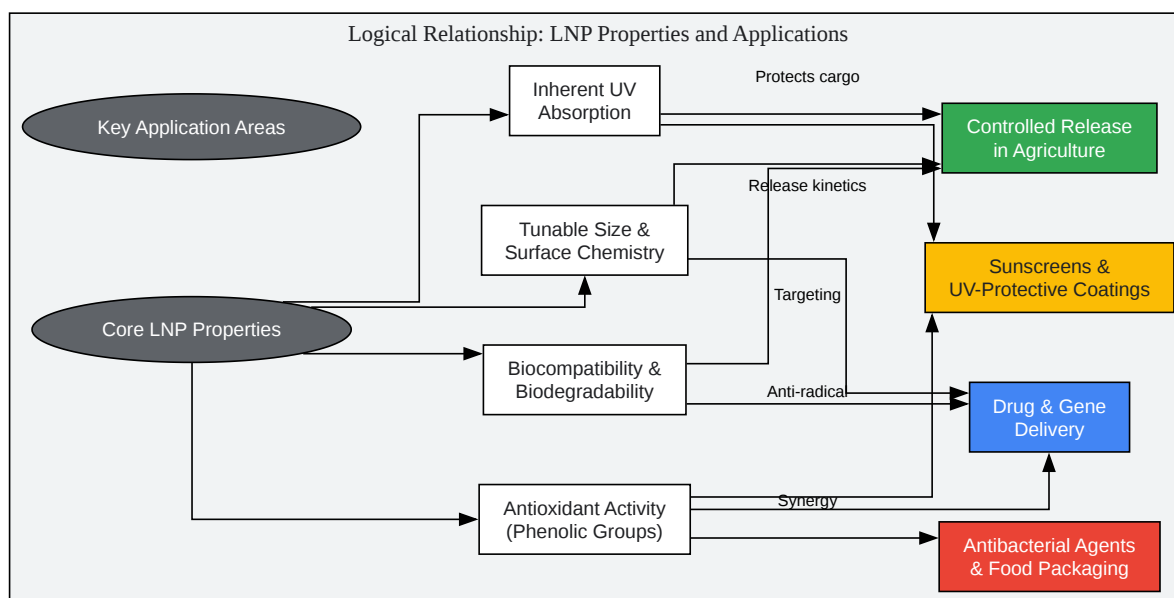 Logical Relationship: LNP Properties and Applications
Key Application Areas
Inherent UV
Absorption
Protects cargo
Controlled Release
in Agriculture
Release kinetics
Tunable Size &
Surface Chemistry
Sunscreens &
UV-Protective Coatings
Targeting
Core LNP Properties
Biocompatibility &
Biodegradability
Anti-radical
Drug & Gene
Delivery
Antioxidant Activity
(Phenolic Groups)
Synergy
Antibacterial Agents
& Food Packaging